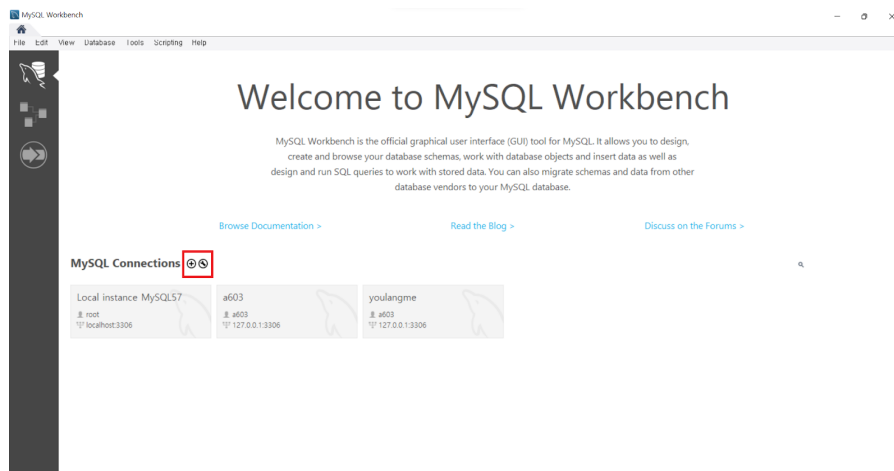 MySQL Workbench
File Edit View Database Tools Scripting Help
Welcome to MySQL Workbench
MySQL Workbench is the official graphical user interface (GUI) tool for MySQL. It allows you to design,
create and browse your database schemas, work with database objects and insert data as well as
design and run SQL queries to work with stored data. You can also migrate schemas and data from other
database vendors to your MySQL database.
Browse Documentation > Read the Blog > Discuss on the Forums >
MySQL Connections
Local instance MySQL57
root
localhost:3306
a603
a603
127.0.0.1:3306
youlangme
a603
127.0.0.1:3306